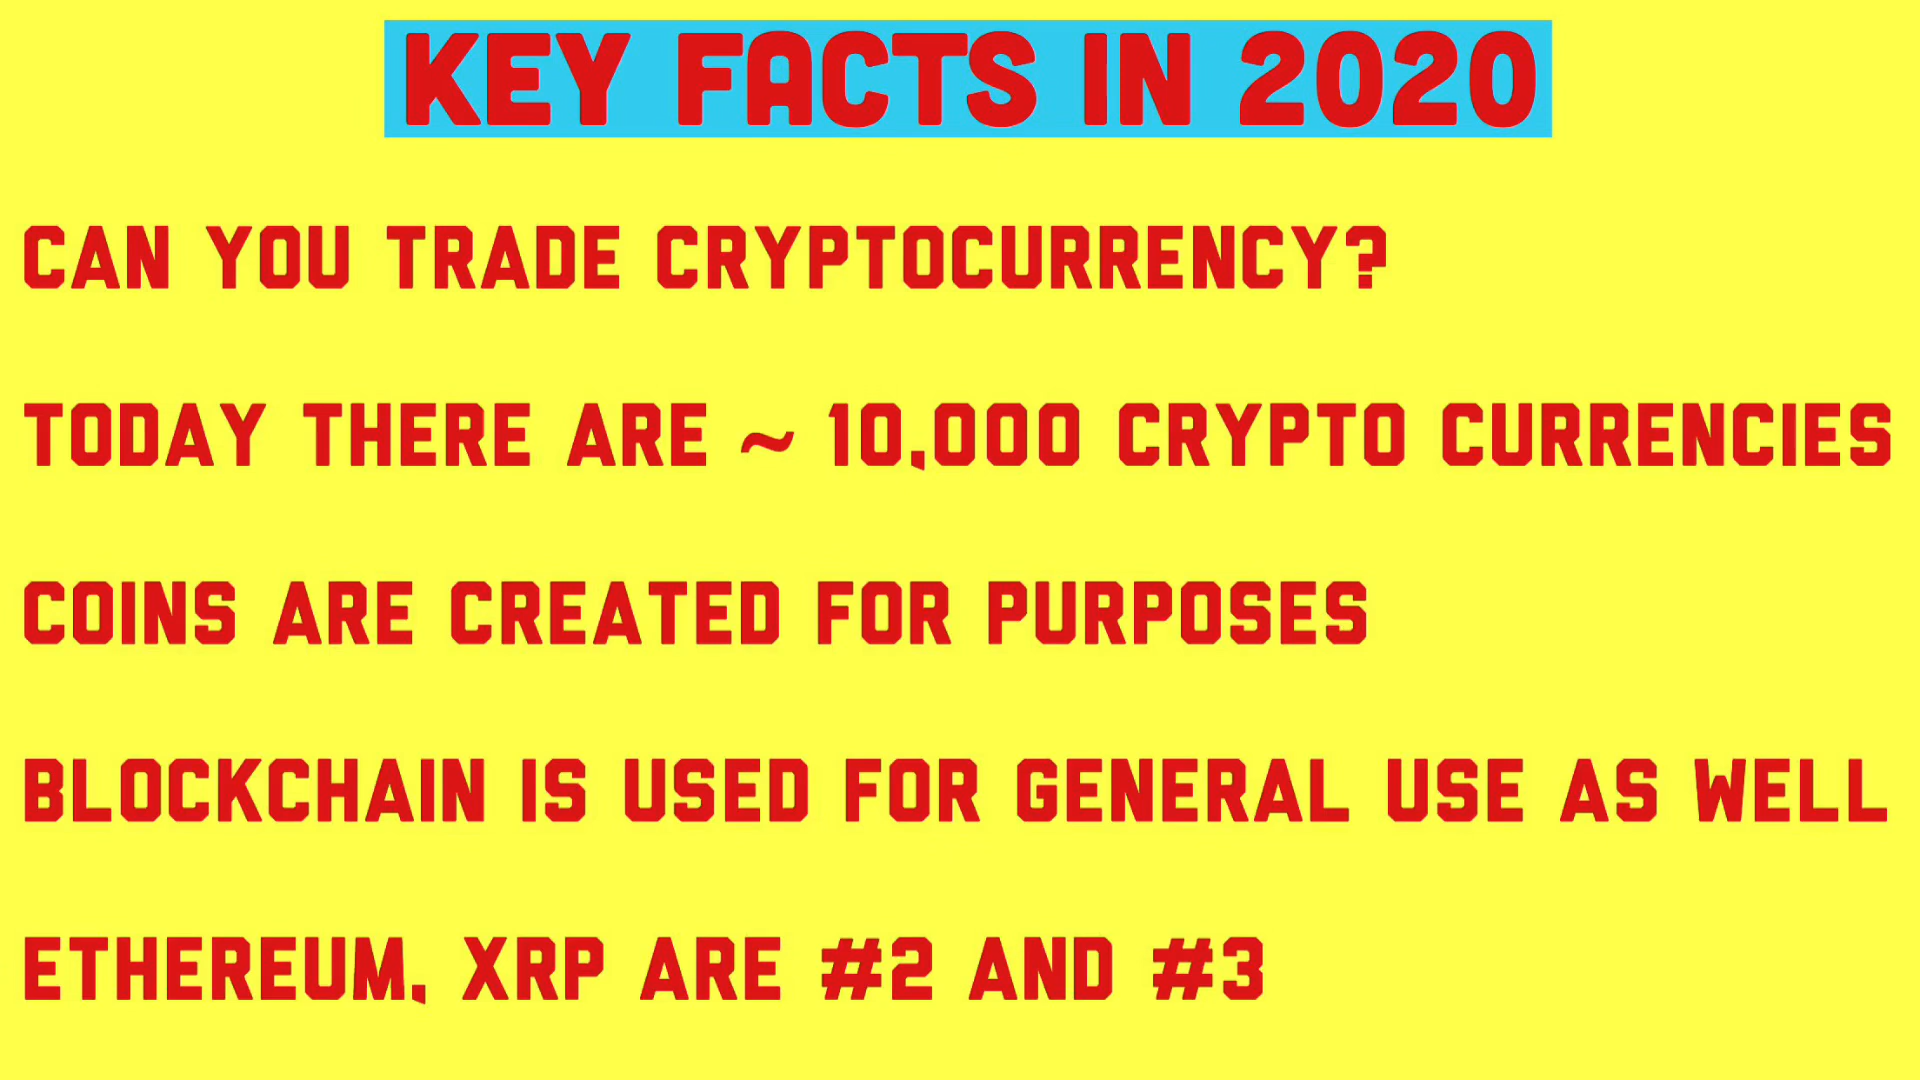 KEY FACTS IN 2020
CAN YOU TRADE CRYPTOCURRENCY?
TODAY THERE ARE ~ 10,000 CRYPTO CURRENCIES
COINS ARE CREATED FOR PURPOSES
BLOCKCHAIN IS USED FOR GENERAL USE AS WELL
ETHEREUM, XRP ARE #2 AND #3